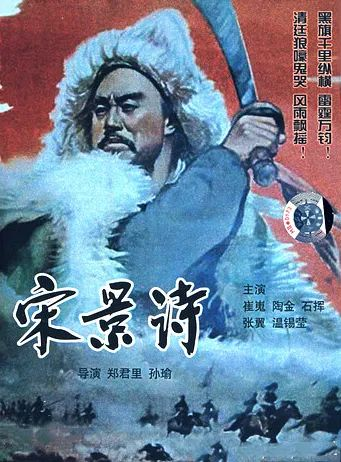 黑旗千里纵横 雷霆万钧！
清廷狼嚎鬼哭 风雨飘摇！
宋景诗
主演
崔嵬 陶金 石挥
张翼 温锡莹
导演 郑君里 孙瑜